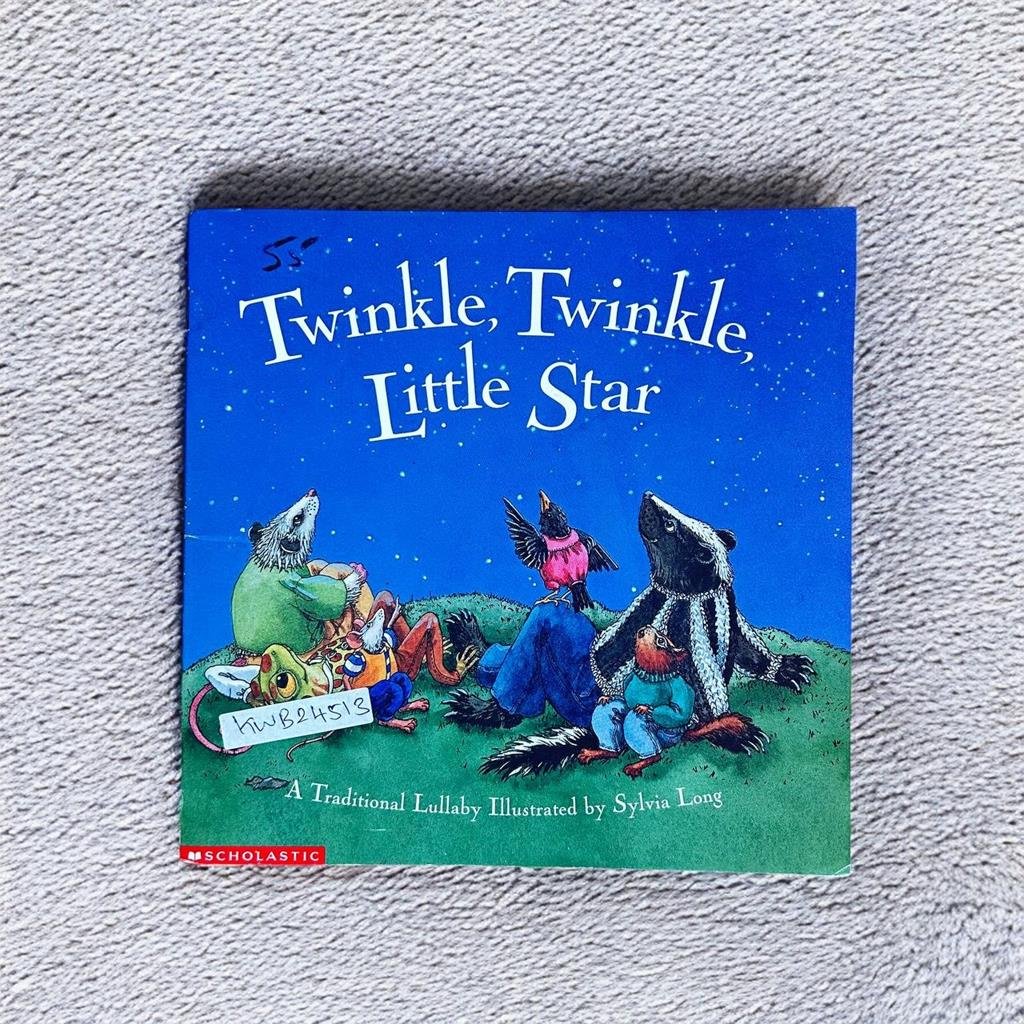 55
Twinkle, Twinkle,
Little Star
KWB24513
A Traditional Lullaby Illustrated by Sylvia Long
SCHOLASTIC